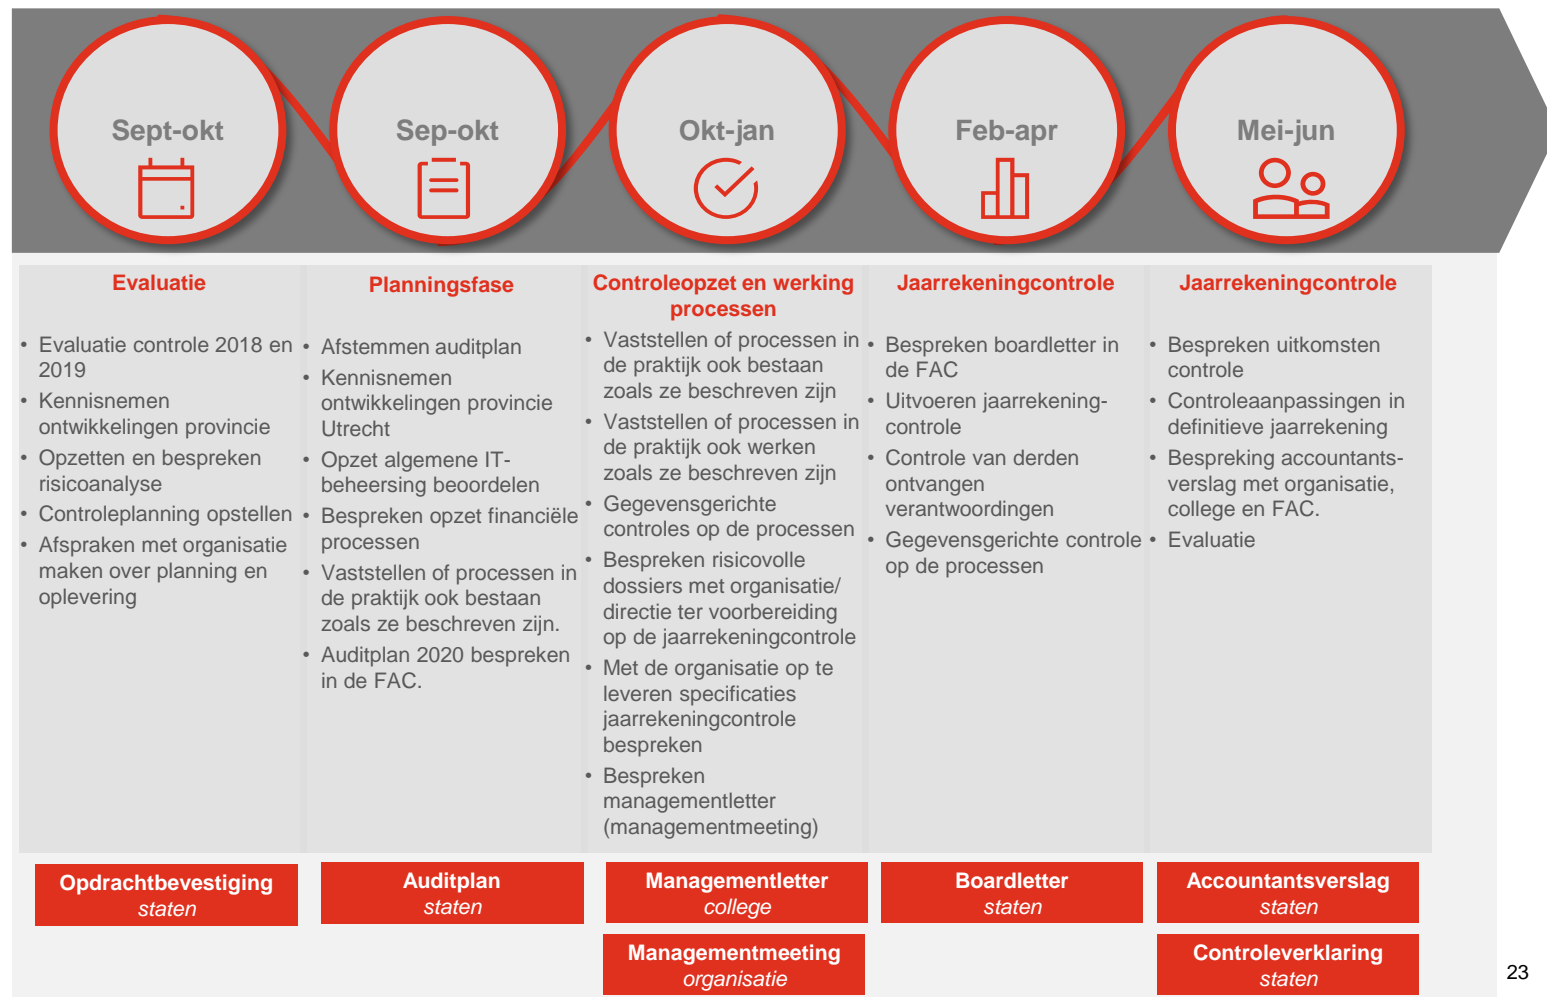 Sept-okt
Sep-okt
Okt-jan
Feb-apr
Mei-jun
Evaluatie
• Evaluatie controle 2018 en
2019
• Kennisnemen
ontwikkelingen provincie
• Opzetten en bespreken
risicoanalyse
• Controleplanning opstellen
• Afspraken met organisatie
maken over planning en
oplevering
Planningsfase
• Afstemmen auditplan
• Kennisnemen
ontwikkelingen provincie
Utrecht
• Opzet algemene IT-
beheersing beoordelen
• Bespreken opzet financiële
processen
• Vaststellen of processen in
de praktijk ook bestaan
zoals ze beschreven zijn.
• Auditplan 2020 bespreken
in de FAC.
Controleopzet en werking
processen
• Vaststellen of processen in
de praktijk ook bestaan
zoals ze beschreven zijn
• Vaststellen of processen in
de praktijk ook werken
zoals ze beschreven zijn
• Gegevensgerichte
controles op de processen
• Bespreken risicovolle
dossiers met organisatie/
directie ter voorbereiding
op de jaarrekeningcontrole
• Met de organisatie op te
leveren specificaties
jaarrekeningcontrole
bespreken
• Bespreken
managementletter
(managementmeeting)
Jaarrekeningcontrole
• Bespreken boardletter in
de FAC
• Uitvoeren jaarrekening-
controle
• Controle van derden
ontvangen
verantwoordingen
• Gegevensgerichte controle
op de processen
Jaarrekeningcontrole
• Bespreken uitkomsten
controle
• Controleaanpassingen in
definitieve jaarrekening
• Bespreking accountants-
verslag met organisatie,
college en FAC.
• Evaluatie
Opdrachtbevestiging
staten
Auditplan
staten
Managementletter
college
Boardletter
staten
Accountantsverslag
staten
Managementmeeting
organisatie
Controleverklaring
staten
23